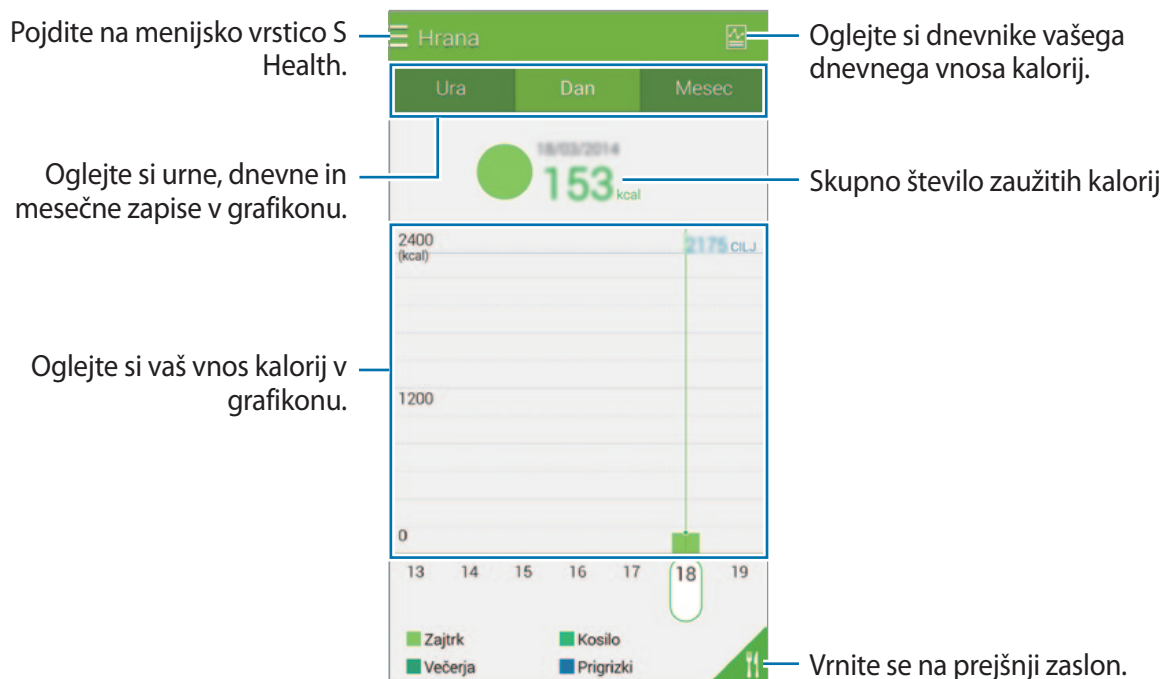 Pojdite na menijsko vrstico S
Health.
Hrana
Oglejte si dnevnike vašega
dnevnega vnosa kalorij.
Ura
Dan
Mesec
Oglejte si urne, dnevne in
mesečne zapise v grafikonu.
18/03/2014
153 kcal
Skupno število zaužitih kalorij
2400
(kcal)
2175 CILJ
Oglejte si vaš vnos kalorij v
grafikonu.
1200
0
13 14 15 16 17 18 19
Zajtrk
Kosilo
Večerja
Prigrizki
Vrnite se na prejšnji zaslon.